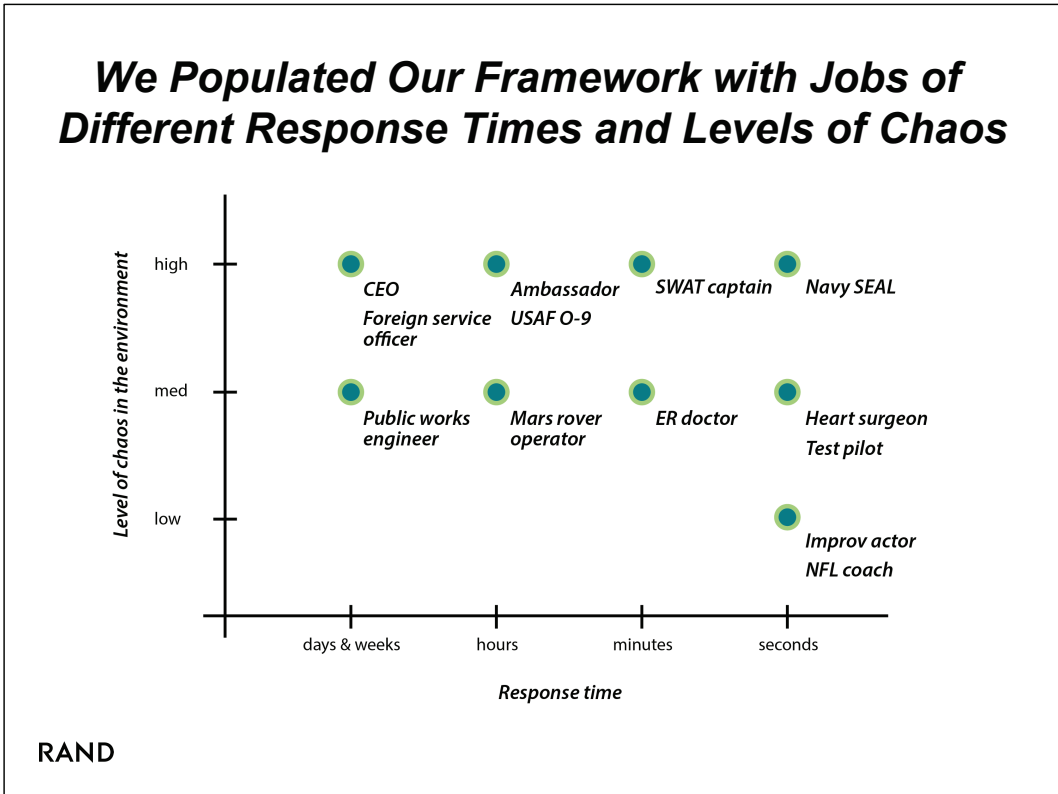 We Populated Our Framework with Jobs of
Different Response Times and Levels of Chaos
Level of chaos in the environment
high
CEO
Foreign service
officer
Ambassador
USAF O-9
SWAT captain
Navy SEAL
med
Public works
engineer
Mars rover
operator
ER doctor
Heart surgeon
Test pilot
low
Improv actor
NFL coach
days & weeks
hours
minutes
seconds
Response time
RAND